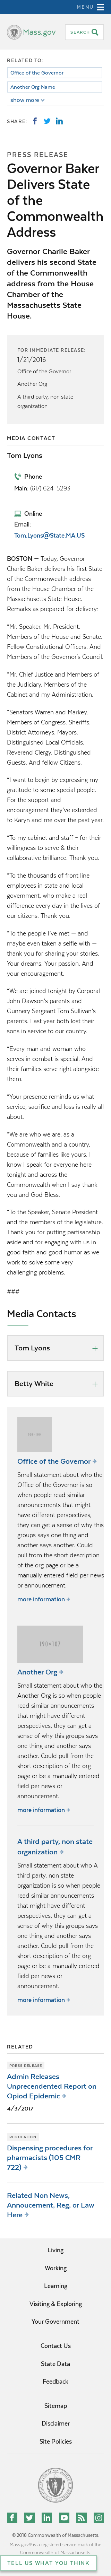 MENU
Mass.gov
SEARCH
RELATED TO
Office of the Governor
Another Org Name
show more
SHARE:
PRESS RELEASE
Governor Baker
Delivers State
of the
Commonwealth
Address
Governor Charlie Baker
delivers his second State
of the Commonwealth
address from the House
Chamber of the
Massachusetts State
House.
FOR IMMEDIATE RELEASE:
1/21/2016
Office of the Governor
Another Org
A third party, non state
organization
MEDIA CONTACT
Tom Lyons
Phone
Main: (617) 624-5293
Online
Email:
Tom.Lyons@State.MA.US
BOSTON — Today, Governor
Charlie Baker delivers his first State
of the Commonwealth address
from the House Chamber of the
Massachusetts State House.
Remarks as prepared for delivery:
"Mr. Speaker. Mr. President.
Members of the House and Senate.
Fellow Constitutional Officers. And
Members of the Governor's Council.
"Mr. Chief Justice and Members of
the Judiciary. Members of the
Cabinet and my Administration.
"Senators Warren and Markey.
Members of Congress. Sheriffs.
District Attorneys. Mayors.
Distinguished Local Officials.
Reverend Clergy. Distinguished
Guests. And fellow Citizens.
"I want to begin by expressing my
gratitude to some special people.
For the support and
encouragement they've extended
to Karyn and me over the past year.
"To my cabinet and staff – for their
willingness to serve and their
collaborative brilliance. Thank you.
"To the thousands of front line
local government, who make a real
difference every day in the lives of
our citizens. Thank you.
"To the people I've met – and
maybe even taken a selfie with –
thank you for sharing your stories.
Your dreams. Your passion. And
your encouragement.
"We are joined tonight by Corporal
John Dawson's parents and
Gunnery Sergeant Tom Sullivan's
parents. Last year, they lost their
sons in service to our country.
"Every man and woman who
served with them is a hero. And
their families serve right alongside
them.
"Your presence reminds us what
service, sacrifice and loss is really all
about.
"We are who we are, as a
Commonwealth and a country,
because of families like yours. I
know I speak for everyone here
tonight and on duty around the
world when I say thank you
and God Bless.
"To the Speaker, Senate President
and the members of the legislature.
Thank you for putting partisanship
aside. It's allowed us to work
together to solve very
challenging problems.
###
Media Contacts
Tom Lyons
Betty White
Office of the Governor
Small statement about what the
Office of the Governor is so
when people read similar
announcements that might
have different perspectives,
they can get a sense of why this
groups says one thing and says
another. Could also pull from
the short description of the org
page or be a manually entered
field per news or
announcement.
more information
198×107
Another Org
Small statement about what the
Another Org is so when people
read similar announcements
that might have different
perspectives, they can get a
sense of why this groups says
one thing and says another.
Could also pull from the short
description of the org page or
be a manually entered field per
news or announcement.
more information
A third party, non state
organization
Small statement about what A
third party, non state
organization is so when people
read similar announcements
that might have different
perspectives, they can get a
sense of why this groups says
one thing and says another.
Could also pull from the short
description of the org page or
be a manually entered field per
news or announcement.
more information
RELATED
PRESS RELEASE
Admin Releases
Unprecendented Report on
Opiod Epidemic
4/3/2017
REGULATION
Dispensing procedures for
pharmacists (105 CMR
722)
Related Non News,
Annoucement, Reg, or Law
Here
Living
Working
Learning
Visiting & Exploring
Your Government
Contact Us
State Data
Feedback
Sitemap
Disclaimer
Site Policies
© 2018 Commonwealth of Massachusetts.
Mass.gov® is a registered service mark of the
Commonwealth of Massachusetts.
TELL US WHAT YOU THINK